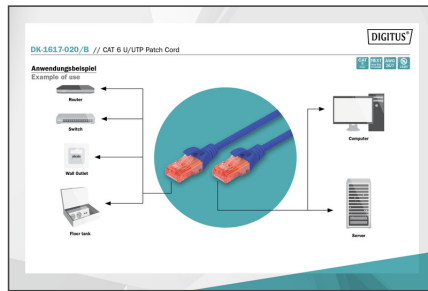 DIGITUS®
DK-1617-020/B // CAT 6 U/UTP Patch Cord
Anwendungsbeispiel
Example of use
Router
Switch
Wall Outlet
Floor tank
Computer
Server